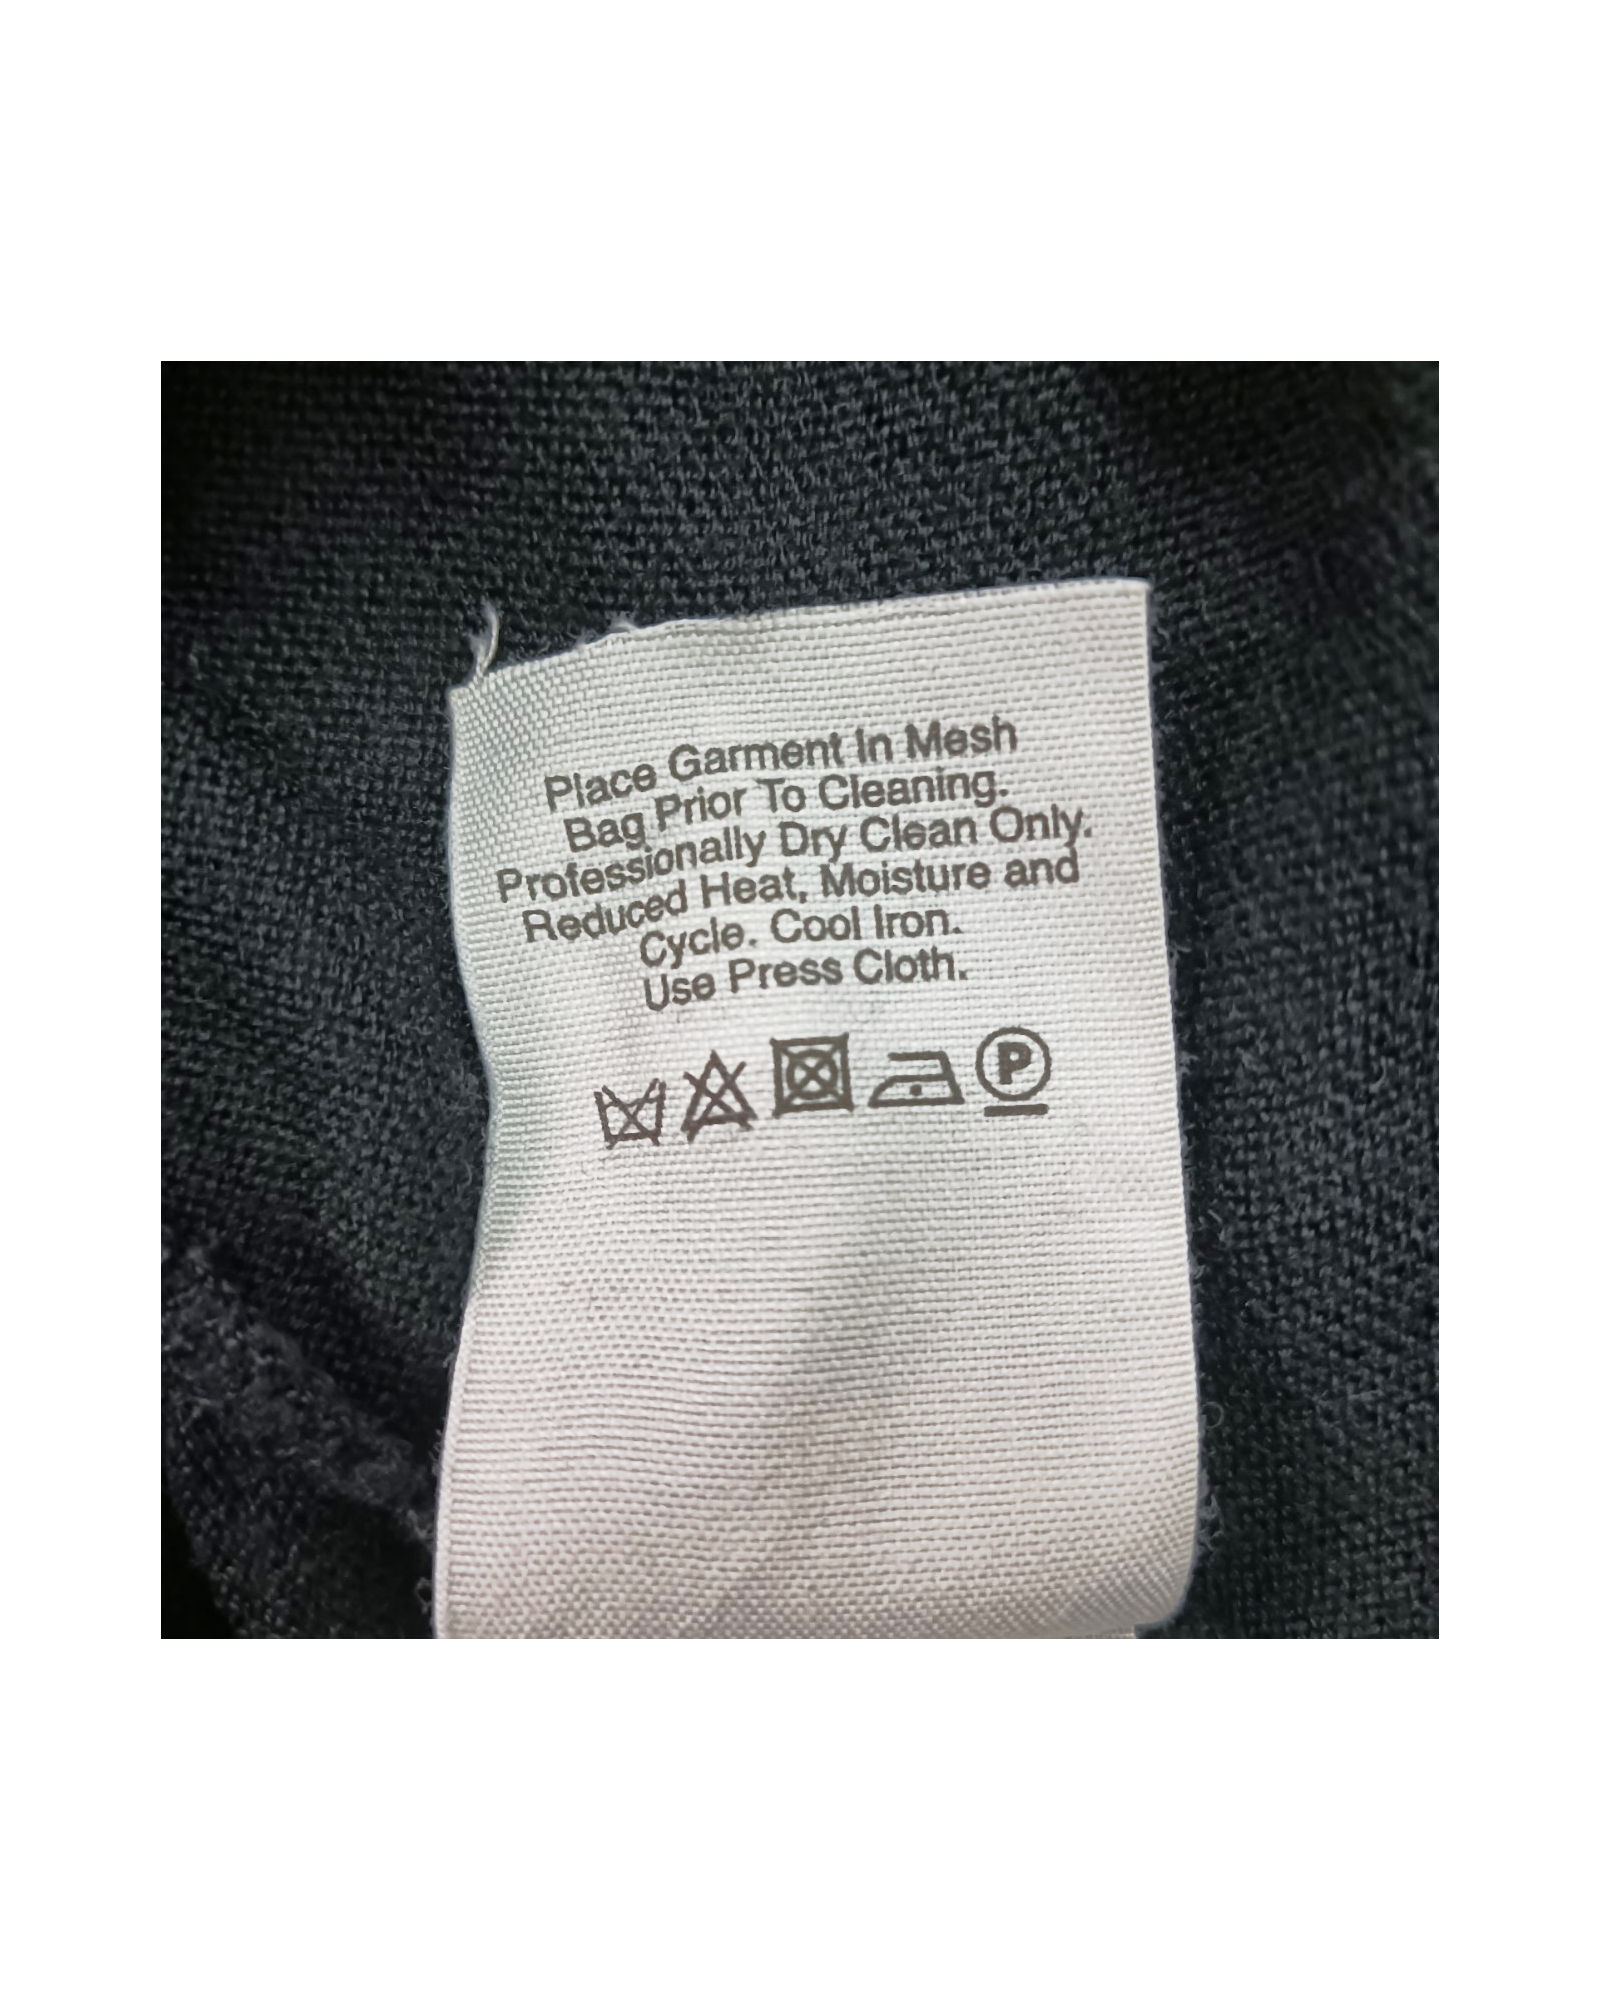 Place Garment In Mesh
Bag Prior To Cleaning.
Professionally Dry Clean Only.
Reduced Heat, Moisture and
Cycle. Cool Iron.
Use Press Cloth.
P